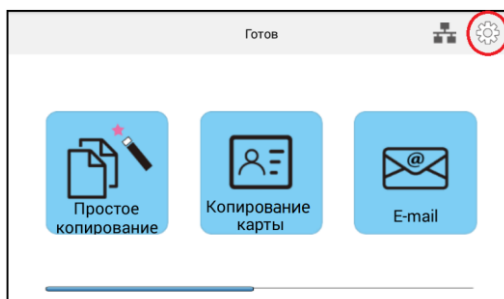 Готов
Простое
копирование
Копирование
карты
@
E-mail